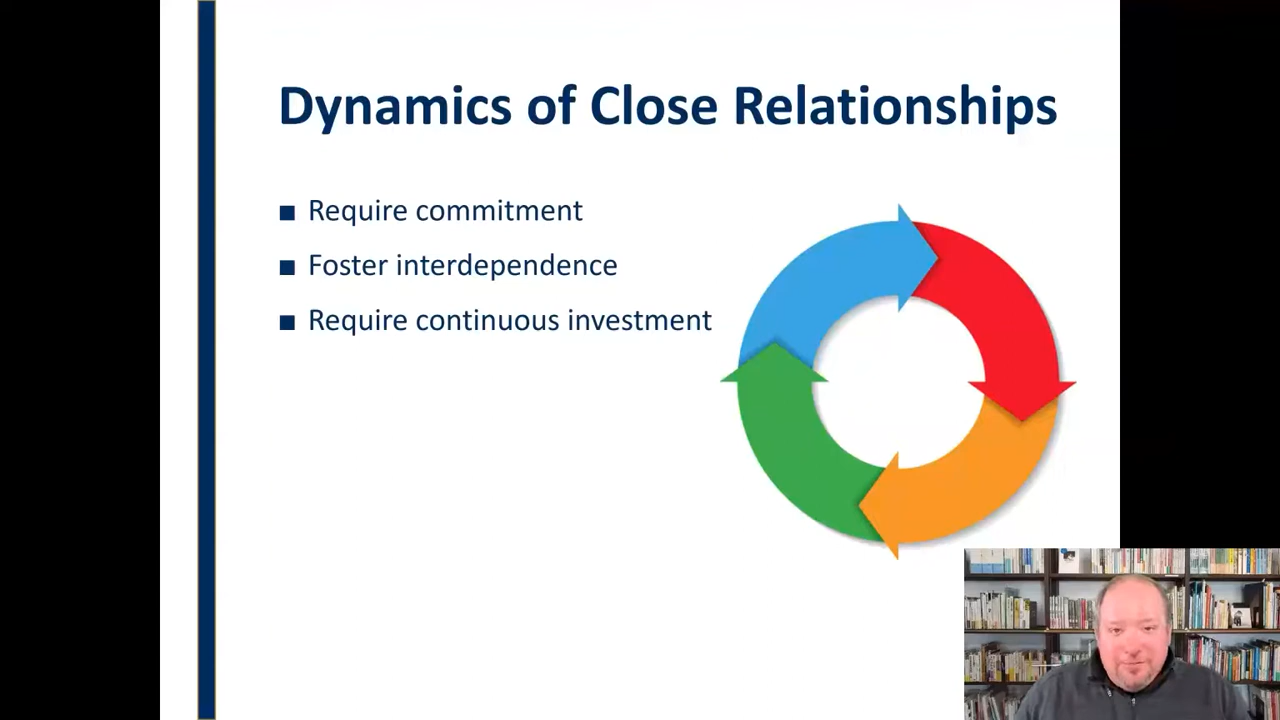 Dynamics of Close Relationships
■ Require commitment
■ Foster interdependence
■ Require continuous investment